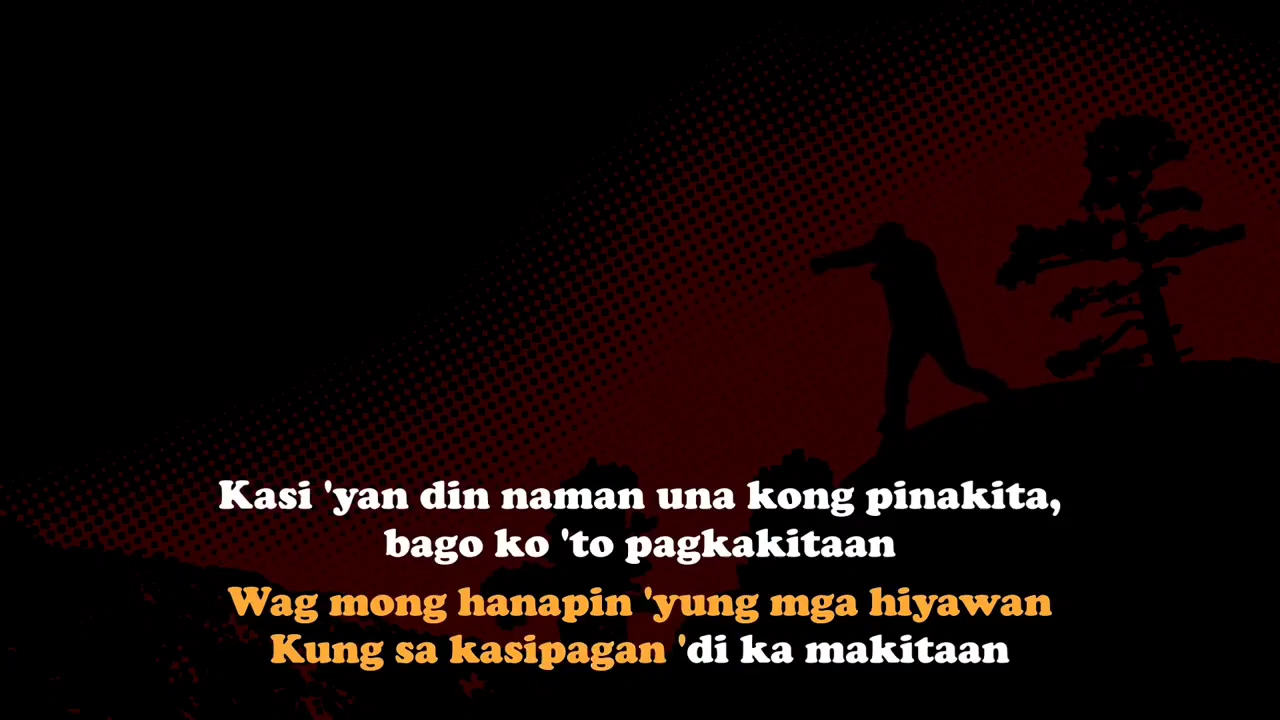 Kasi 'yan din naman una kong pinakita,
bago ko 'to pagkakitaan
Wag mong hanapin 'yung mga hiyawan
Kung sa kasipagan 'di ka makitaan